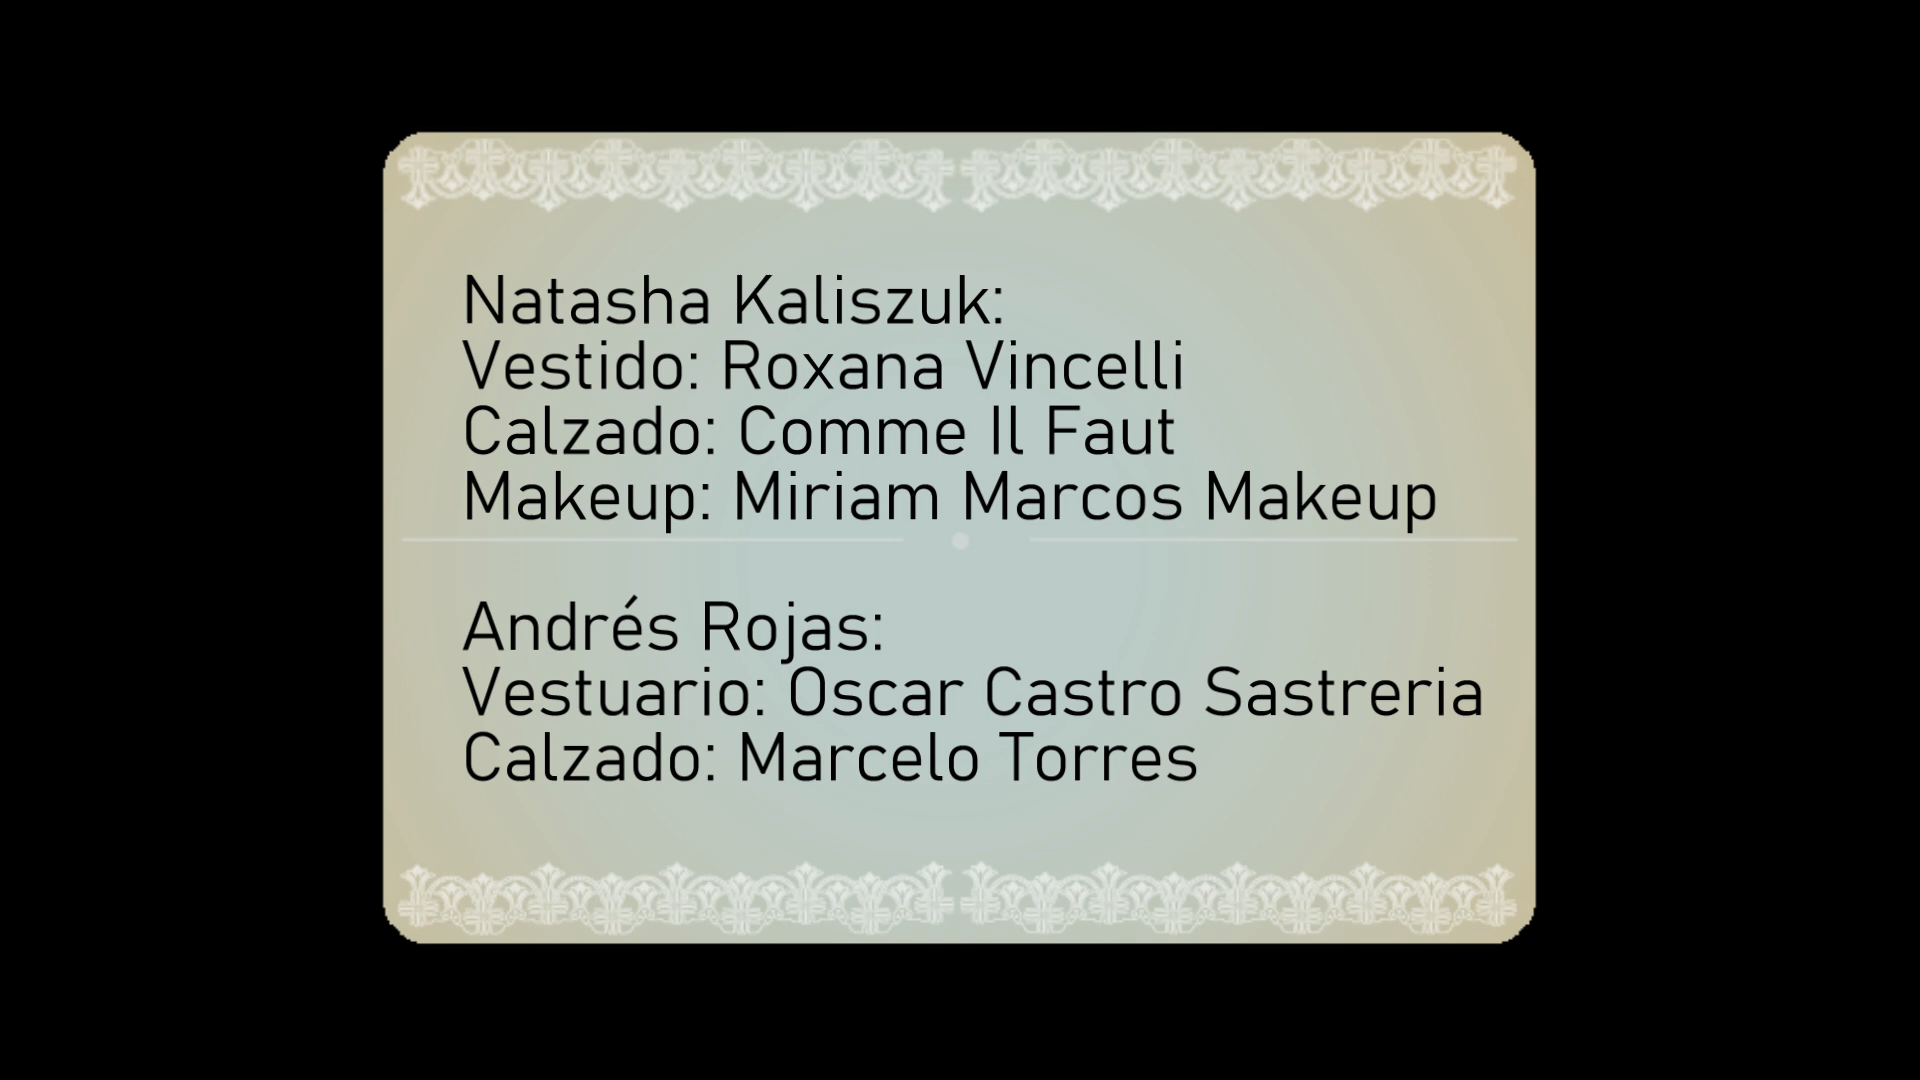 Natasha Kaliszuk:
Vestido: Roxana Vincelli
Calzado: Comme Il Faut
Makeup: Miriam Marcos Makeup
Andrés Rojas:
Vestuario: Oscar Castro Sastreria
Calzado: Marcelo Torres